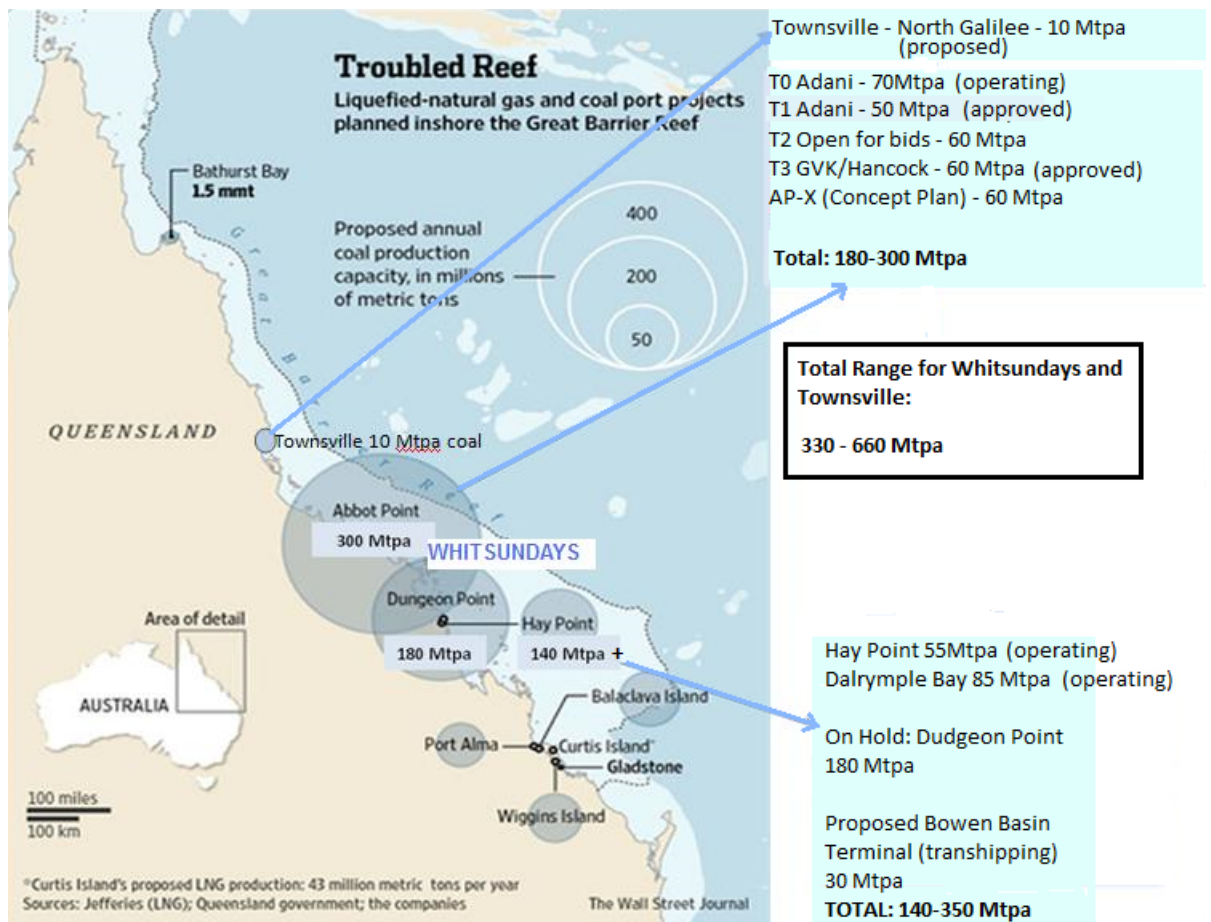 Troubled Reef
Liquefied-natural gas and coal port projects
planned inshore the Great Barrier Reef
Bathurst Bay
1.5 mmt
Proposed annual
coal production
capacity, in millions
of metric tons
400
200
50
Great Barrier Reef
QUEENSLAND
Townsville 10 Mtpa coal
Abbot Point
300 Mtpa
WHITSUNDAYS
Dungeon Point
Hay Point
180 Mtpa
140 Mtpa +
Balaclava Island
Port Alma
Curtis Island*
Gladstone
Wiggins Island
Area of detail
AUSTRALIA
100 miles
100 km
*Curtis Island's proposed LNG production: 43 million metric tons per year
Sources: Jefferies (LNG); Queensland government; the companies
The Wall Street Journal
Townsville - North Galilee - 10 Mtpa
(proposed)
T0 Adani - 70Mtpa (operating)
T1 Adani - 50 Mtpa (approved)
T2 Open for bids - 60 Mtpa
T3 GVK/Hancock - 60 Mtpa (approved)
AP-X (Concept Plan) - 60 Mtpa
Total: 180-300 Mtpa
Total Range for Whitsundays and
Townsville:
330 - 660 Mtpa
Hay Point 55Mtpa (operating)
Dalrymple Bay 85 Mtpa (operating)
On Hold: Dudgeon Point
180 Mtpa
Proposed Bowen Basin
Terminal (transhipping)
30 Mtpa
TOTAL: 140-350 Mtpa